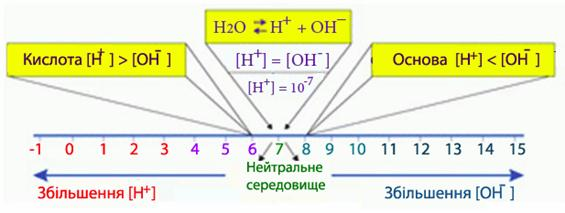 H2O ⇄ H⁺ + OH⁻
Кислота [H⁺] > [OH⁻]
[H⁺] = [OH⁻]
Основа [H⁺] < [OH⁻]
[H⁺] = 10⁻⁷
-1 0 1 2 3 4 5 6 7 8 9 10 11 12 13 14 15
Нейтральне
середовище
Збільшення [H⁺]
Збільшення [OH⁻]